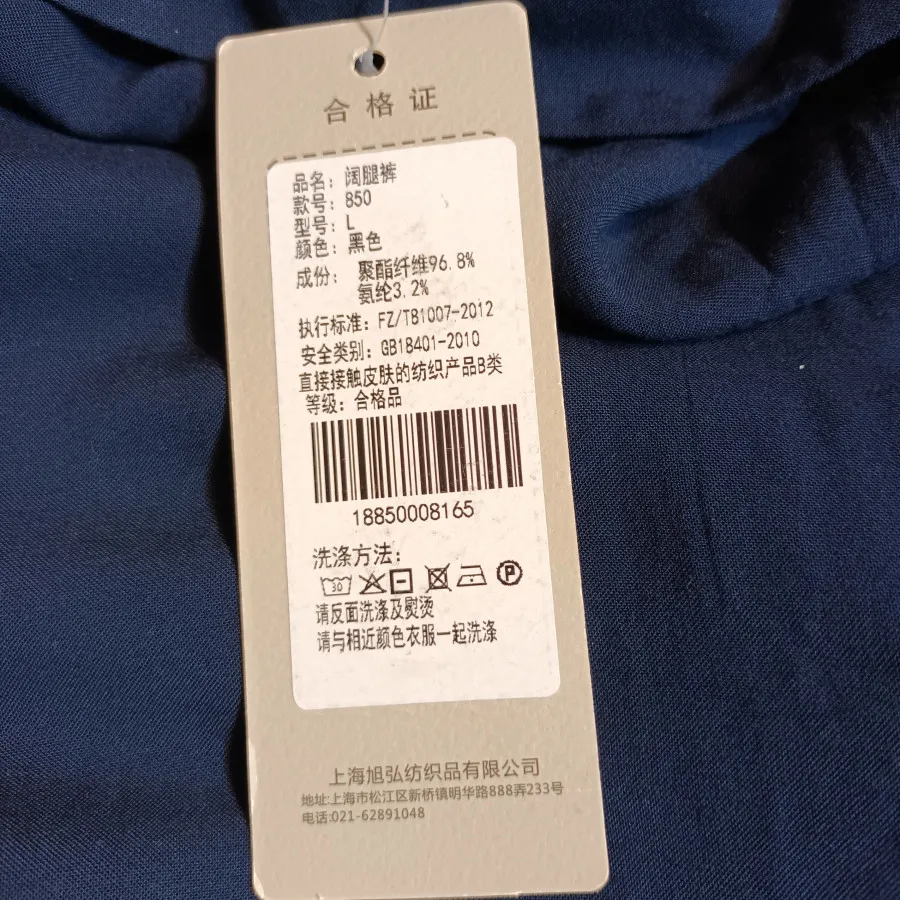 合格证
品名：阔腿裤
款号：850
型号：L
颜色：黑色
成份：聚酯纤维96.8%
氨纶3.2%
执行标准：FZ/T81007-2012
安全类别：GB18401-2010
直接接触皮肤的纺织产品B类
等级：合格品
18850008165
洗涤方法：
30 P
请反面洗涤及熨烫
请与相近颜色衣服一起洗涤
上海旭弘纺织品有限公司
地址:上海市松江区新桥镇明华路888弄233号
电话:021-62891048